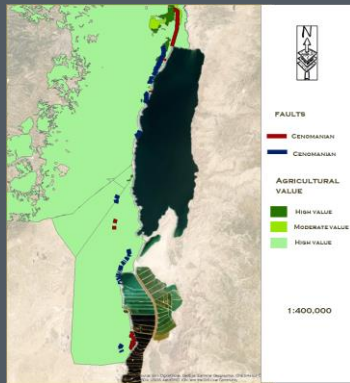 N
FAULTS
CENOMANIAN
CENOMANIAN
AGRICULTURAL
VALUE
HIGH VALUE
MODERATE VALUE
HIGH VALUE
1:400,000